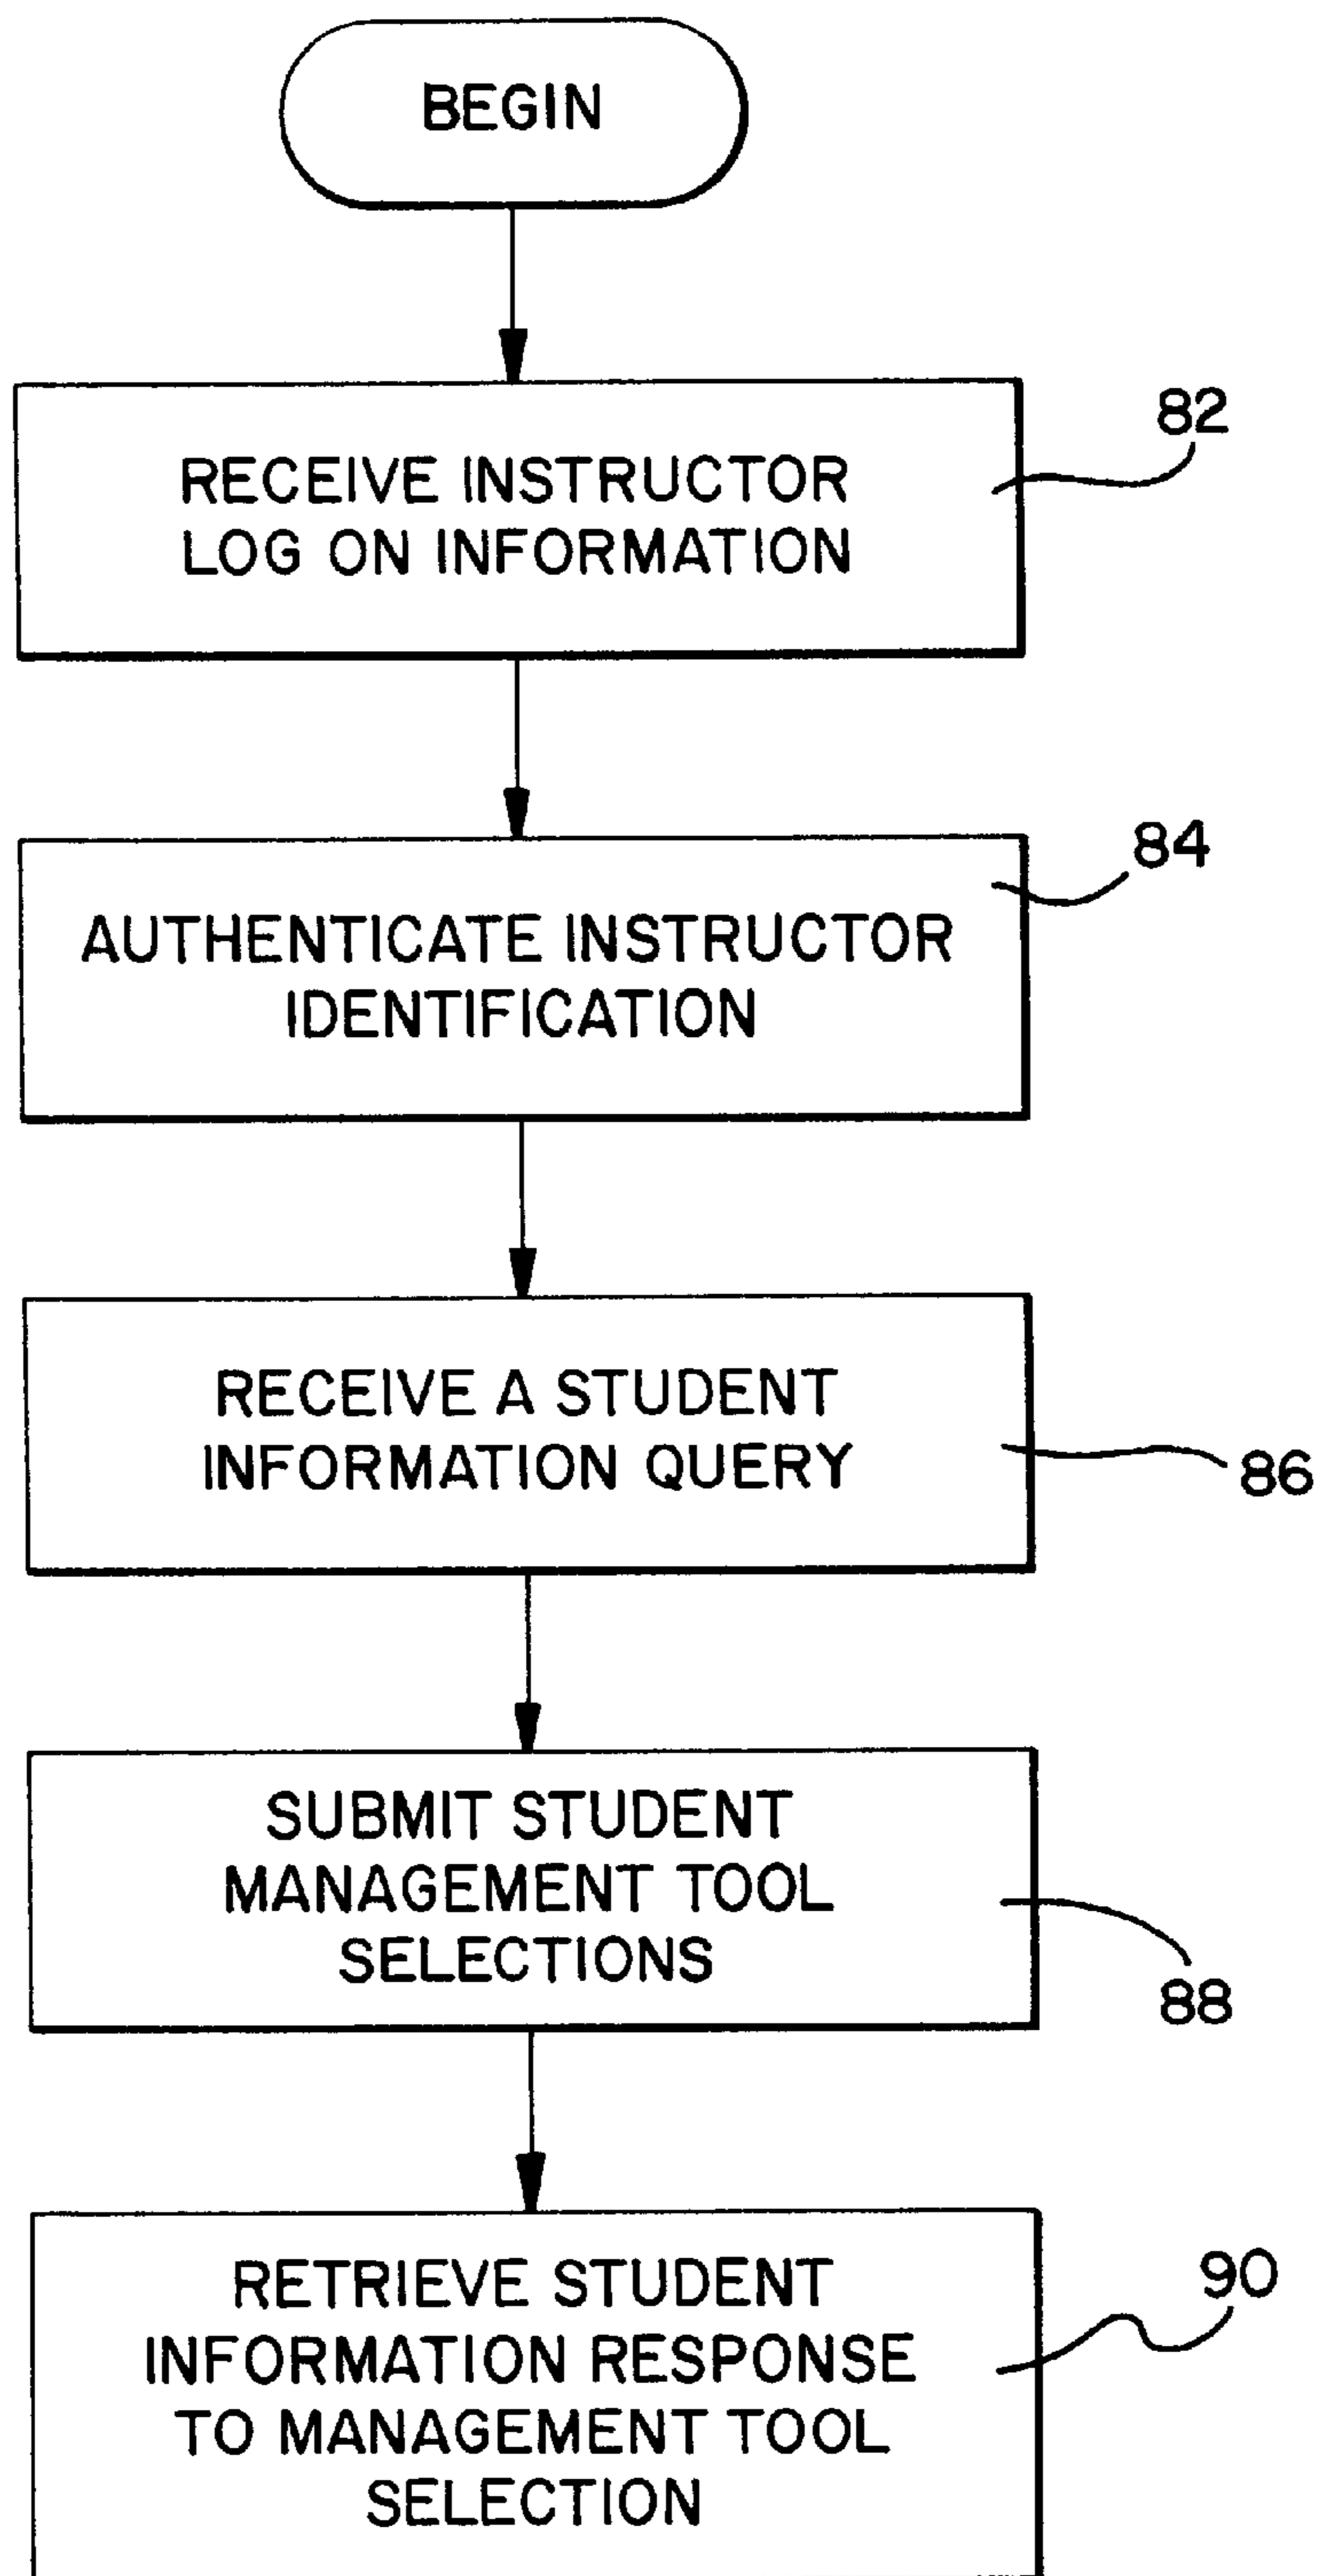 BEGIN
RECEIVE INSTRUCTOR
LOG ON INFORMATION
82
AUTHENTICATE INSTRUCTOR
IDENTIFICATION
84
RECEIVE A STUDENT
INFORMATION QUERY
86
SUBMIT STUDENT
MANAGEMENT TOOL
SELECTIONS
88
RETRIEVE STUDENT
INFORMATION RESPONSE
TO MANAGEMENT TOOL
SELECTION
90